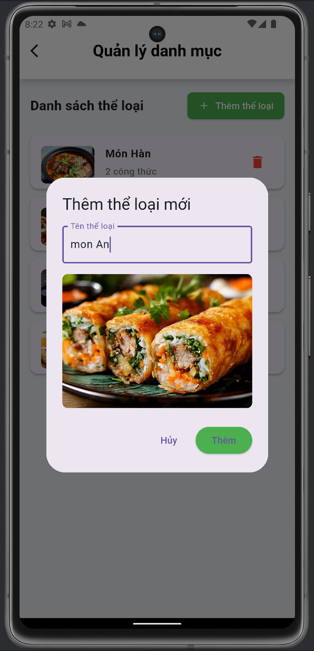 8:22
Quản lý danh mục
Danh sách thể loại
+ Thêm thể loại
Món Hàn
2 công thức
Thêm thể loại mới
Tên thể loại
mon An
Hủy
Thêm